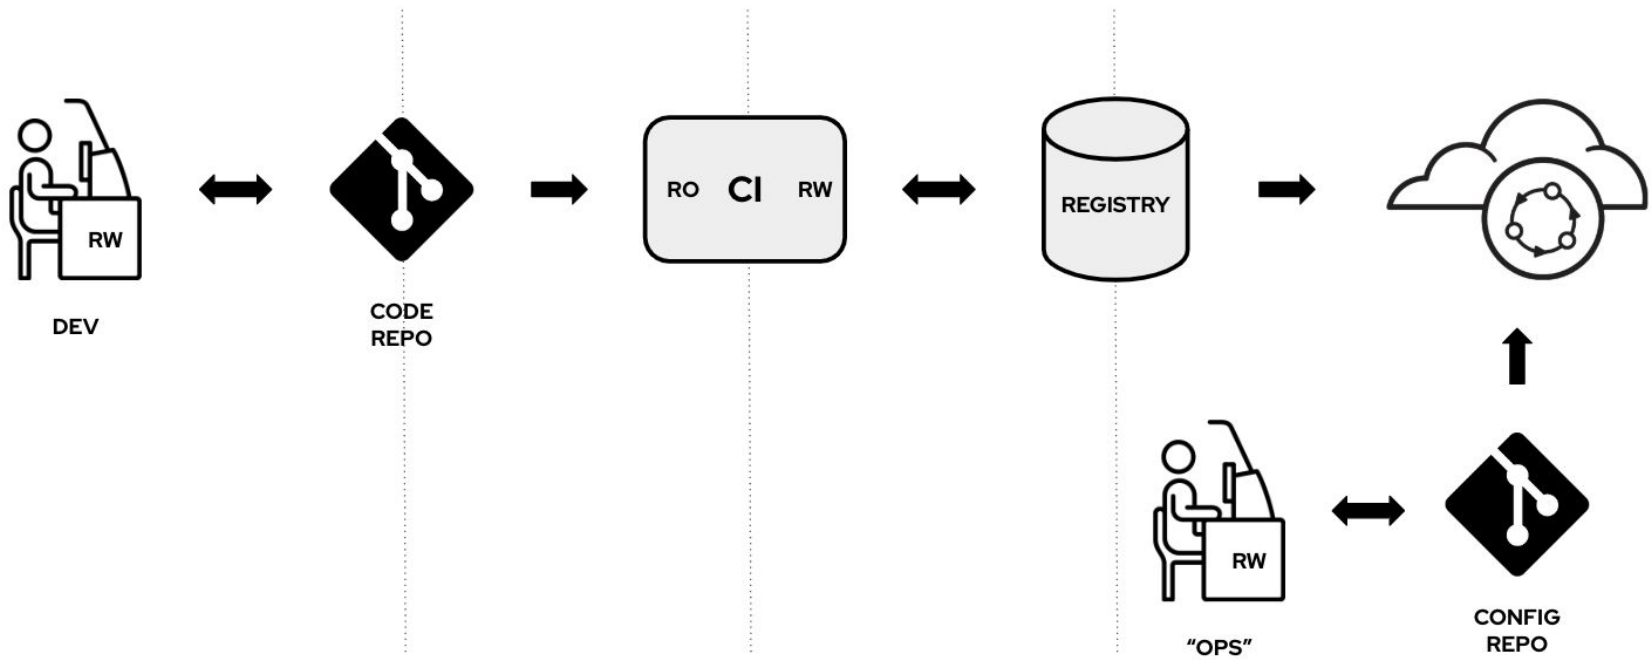 RW
DEV
CODE
REPO
RO CI RW
REGISTRY
RW
“OPS”
CONFIG
REPO